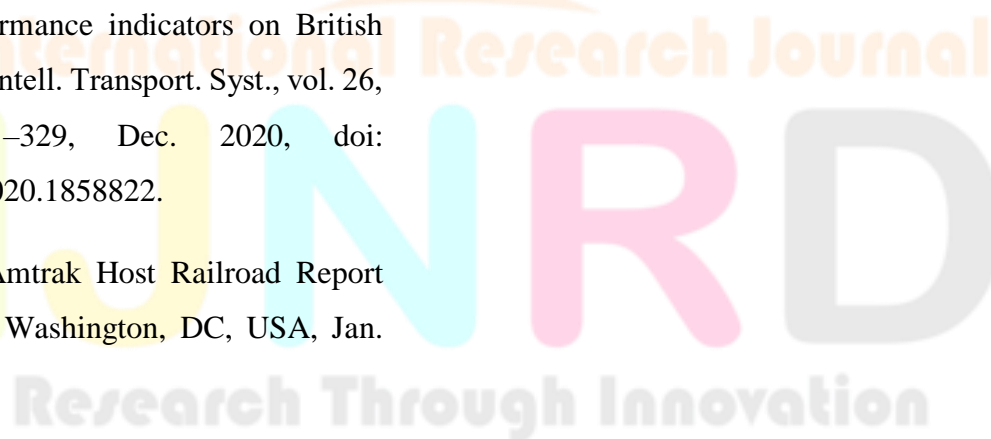 International Research Journal
rmance indicators on British
ntell. Transport. Syst., vol. 26,
–329, Dec. 2020, doi:
020.1858822.
IJNRD
Amtrak Host Railroad Report
Washington, DC, USA, Jan.
Research Through Innovation